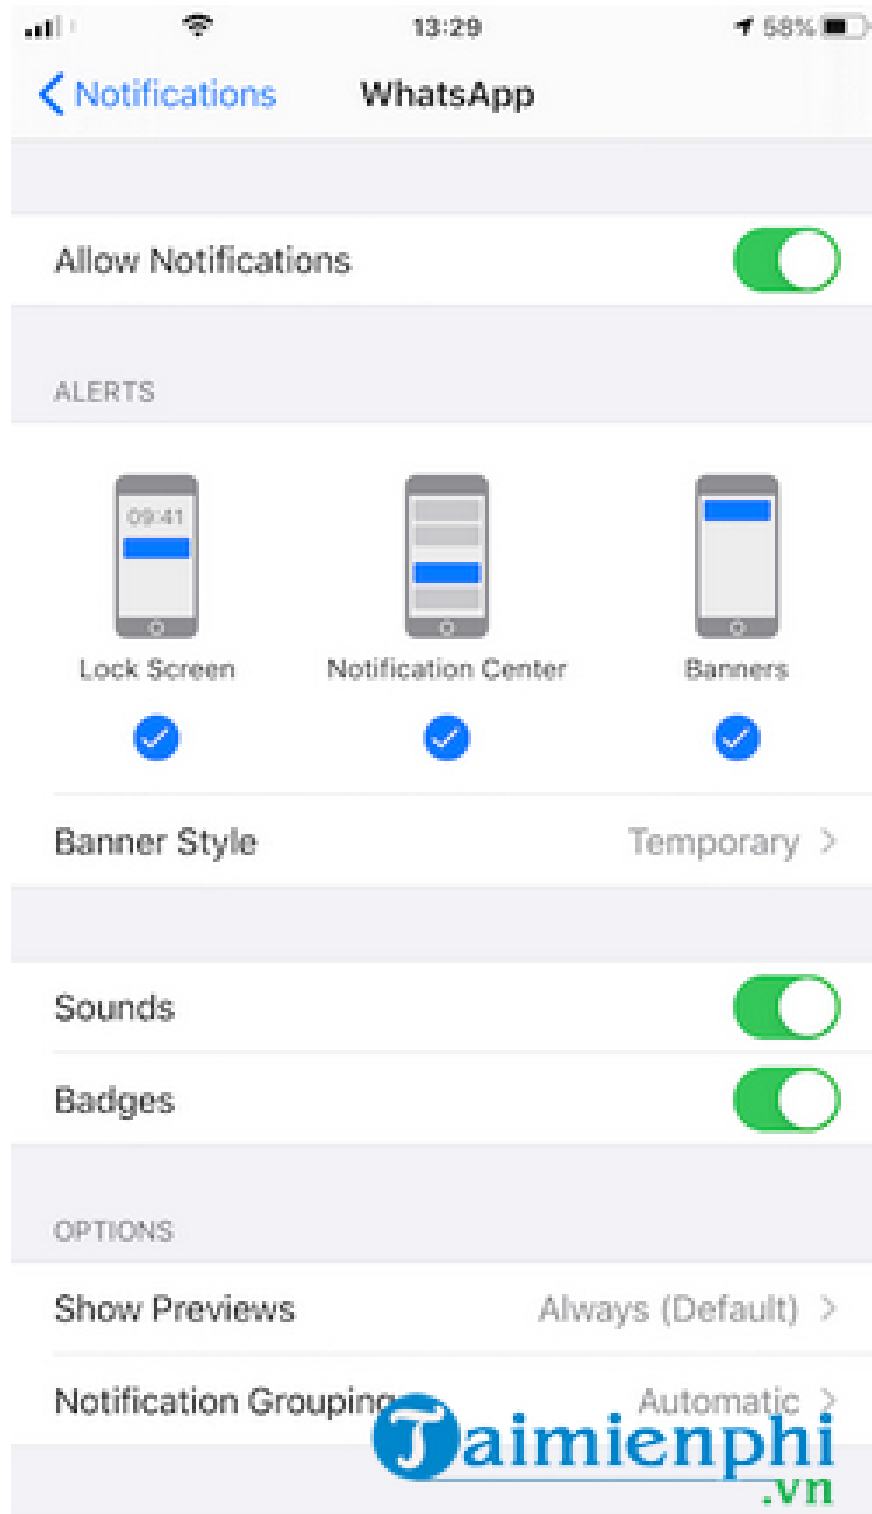 13:29 58%
Notifications WhatsApp
Allow Notifications
ALERTS
09:41
Lock Screen Notification Center Banners
Banner Style Temporary
Sounds
Badges
OPTIONS
Show Previews Always (Default)
Notification Grouping Automatic
Taimienphi
.vn